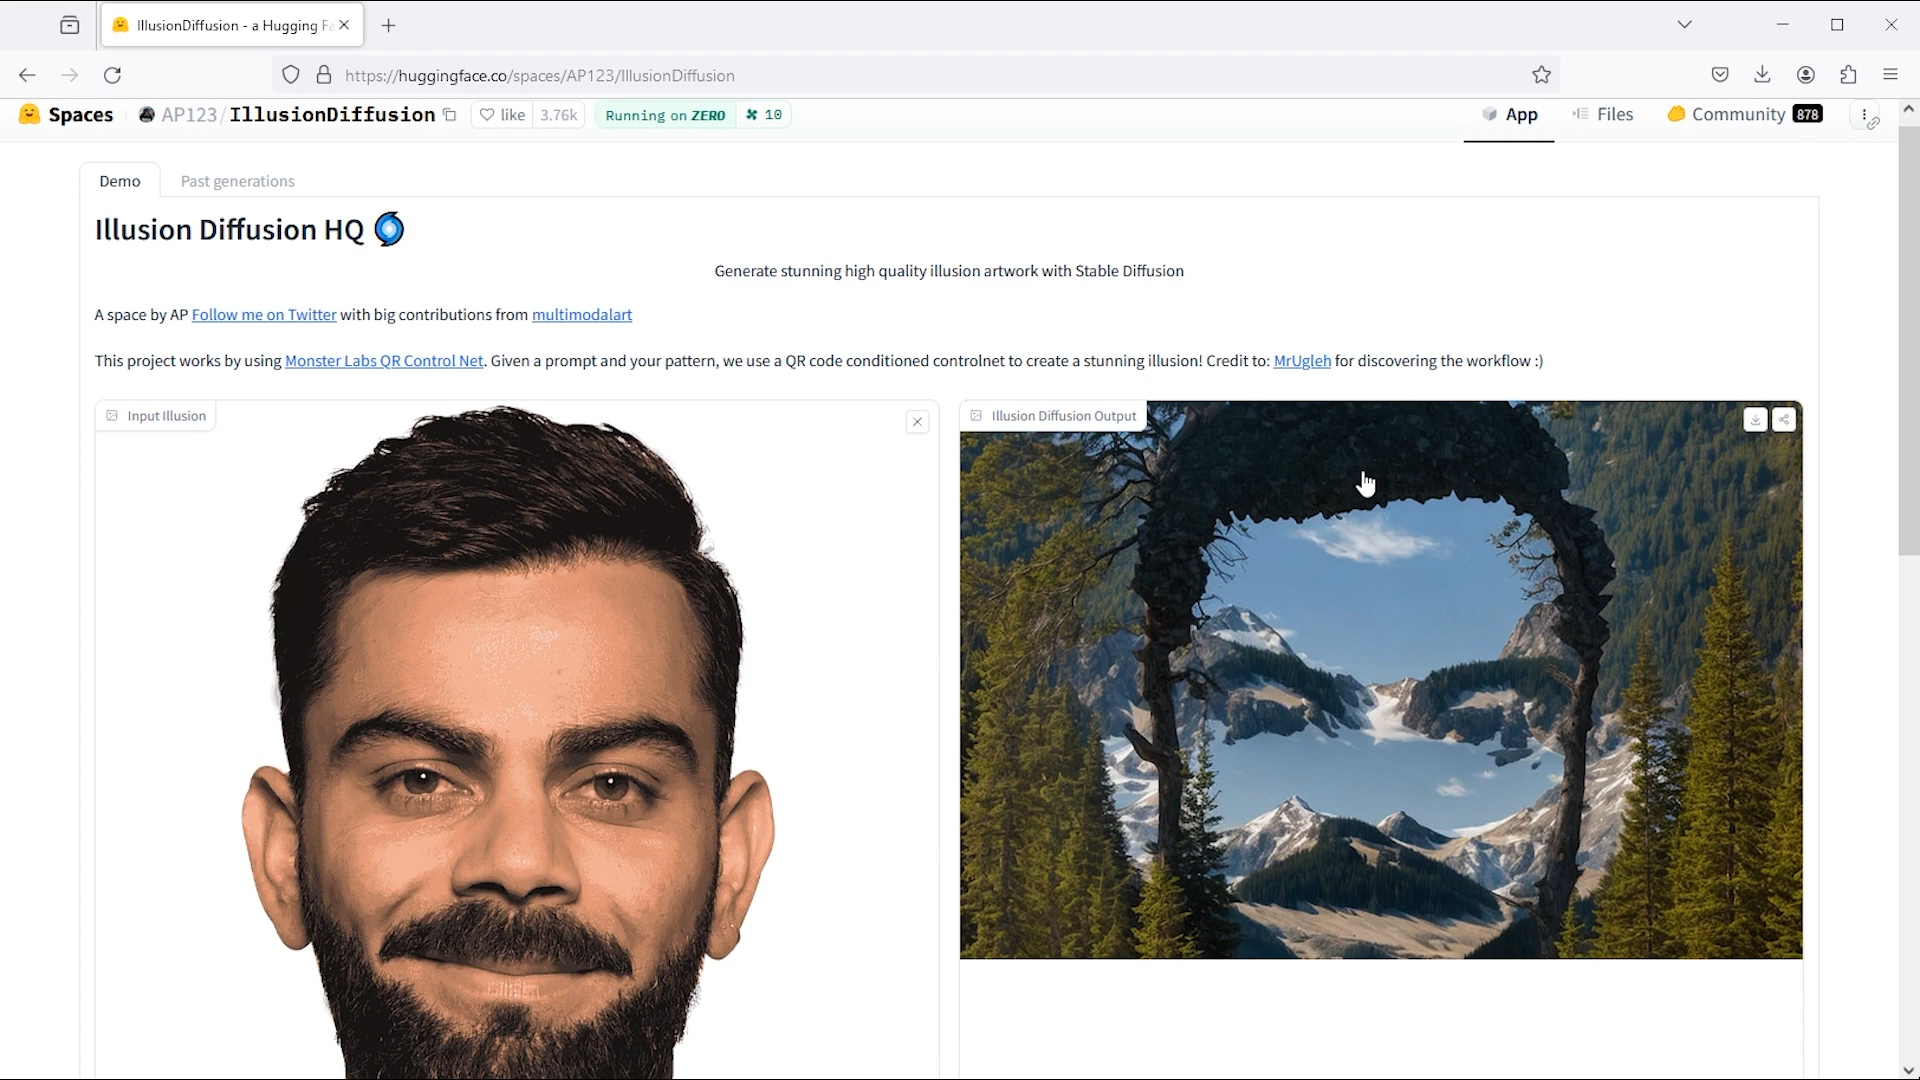 IllusionDiffusion - a Hugging Fa
https://huggingface.co/spaces/AP123/IllusionDiffusion
Spaces AP123/IllusionDiffusion like 3.76k Running on ZERO 10 App Files Community 878
Demo Past generations
Illusion Diffusion HQ
Generate stunning high quality illusion artwork with Stable Diffusion
A space by AP Follow me on Twitter with big contributions from multimodalart
This project works by using Monster Labs QR Control Net. Given a prompt and your pattern, we use a QR code conditioned controlnet to create a stunning illusion! Credit to: MrUgleh for discovering the workflow :)
Input Illusion Illusion Diffusion Output